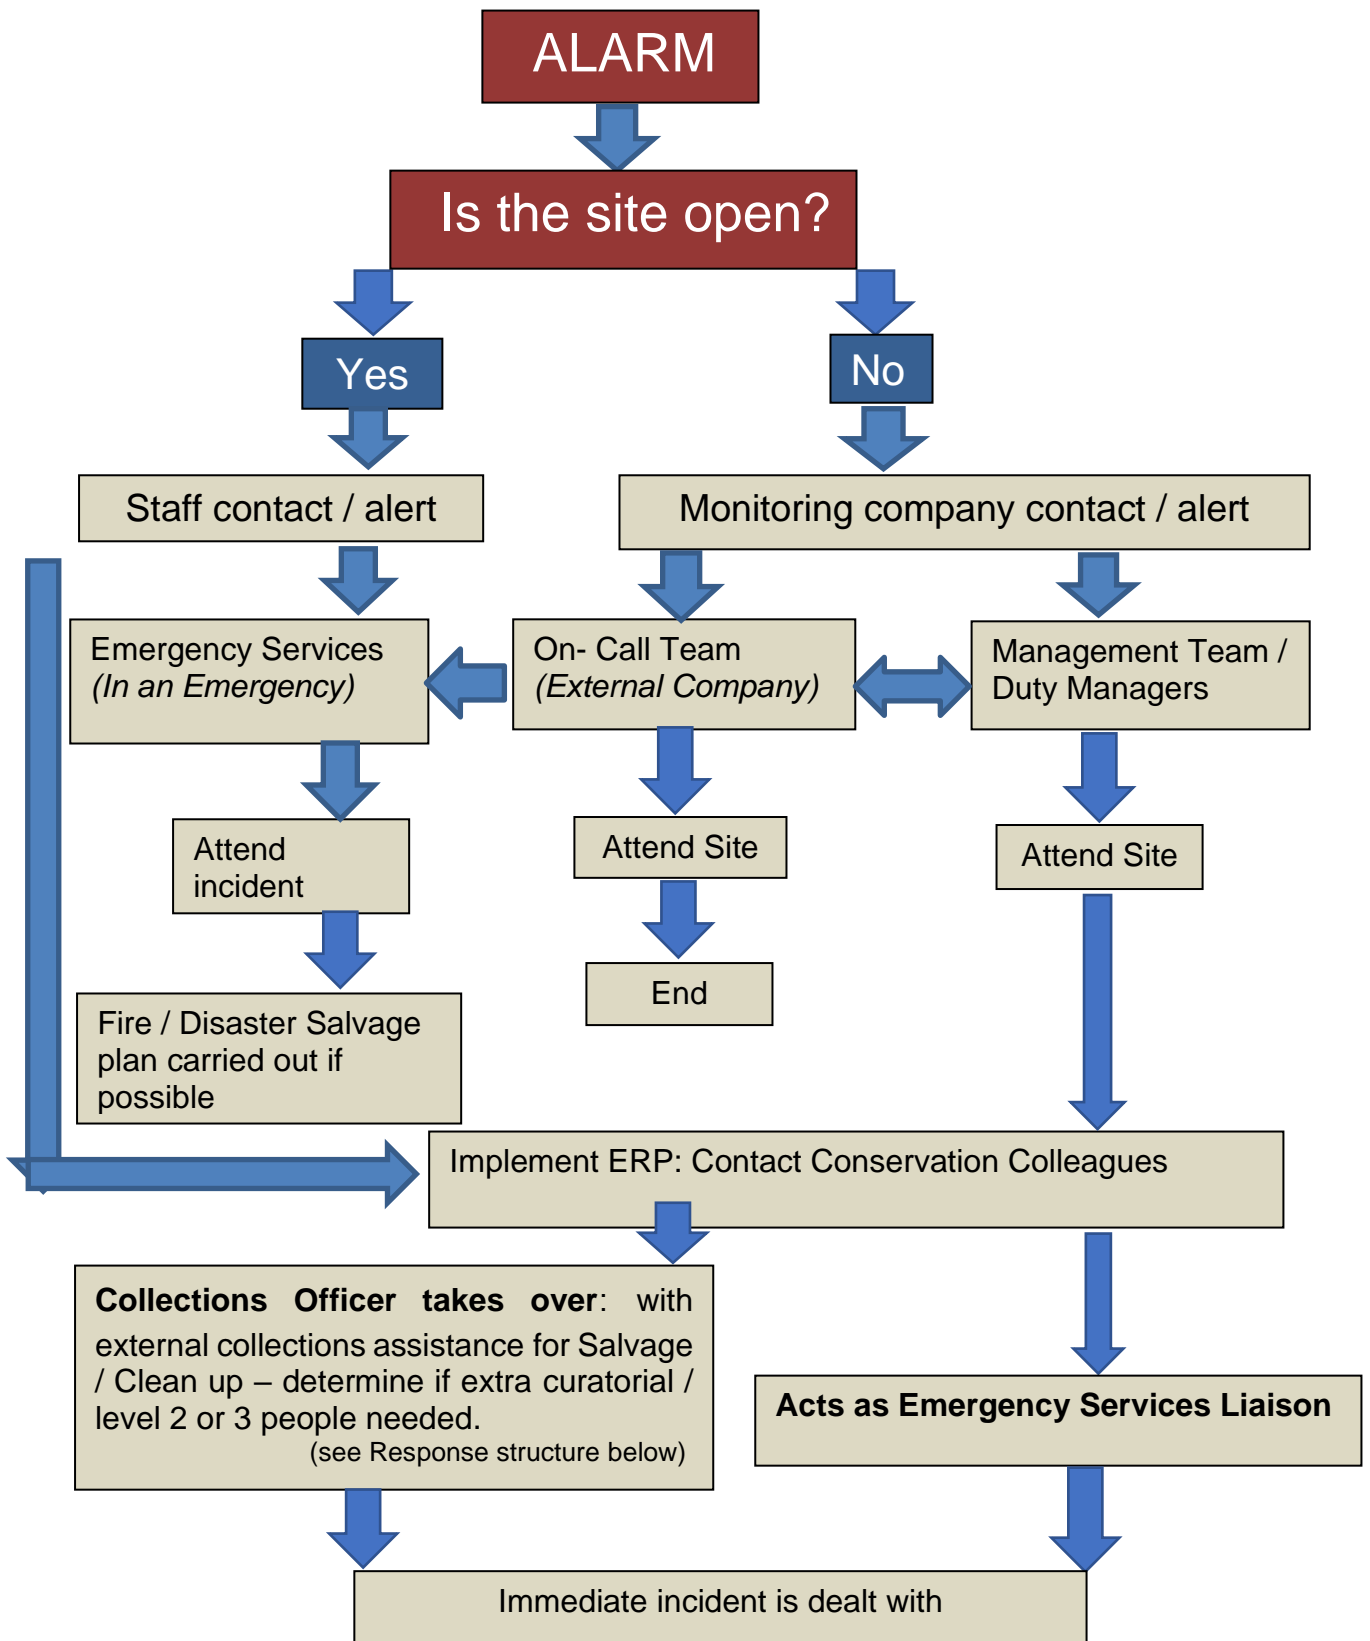 ALARM
Is the site open?
Yes
No
Staff contact / alert
Monitoring company contact / alert
Emergency Services
(In an Emergency)
On- Call Team
(External Company)
Management Team /
Duty Managers
Attend
incident
Attend Site
Attend Site
End
Fire / Disaster Salvage
plan carried out if
possible
Implement ERP: Contact Conservation Colleagues
Collections Officer takes over: with
external collections assistance for Salvage
/ Clean up – determine if extra curatorial /
level 2 or 3 people needed.
(see Response structure below)
Acts as Emergency Services Liaison
Immediate incident is dealt with